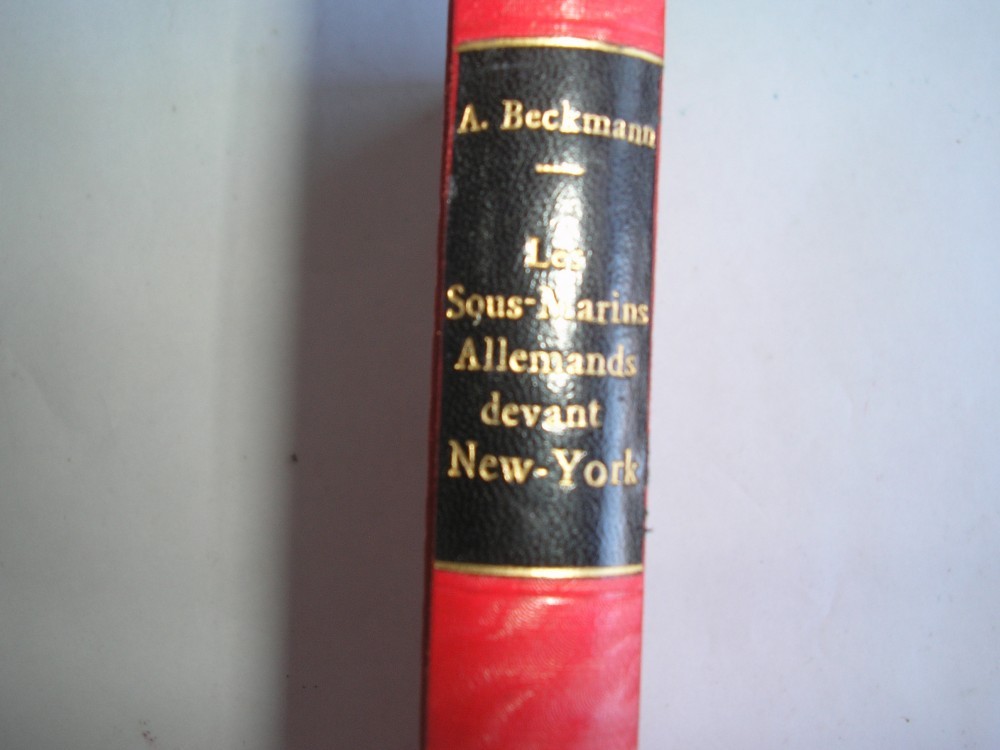 A. Beckmann
Les
Sous-Marins
Allemands
devant
New-York